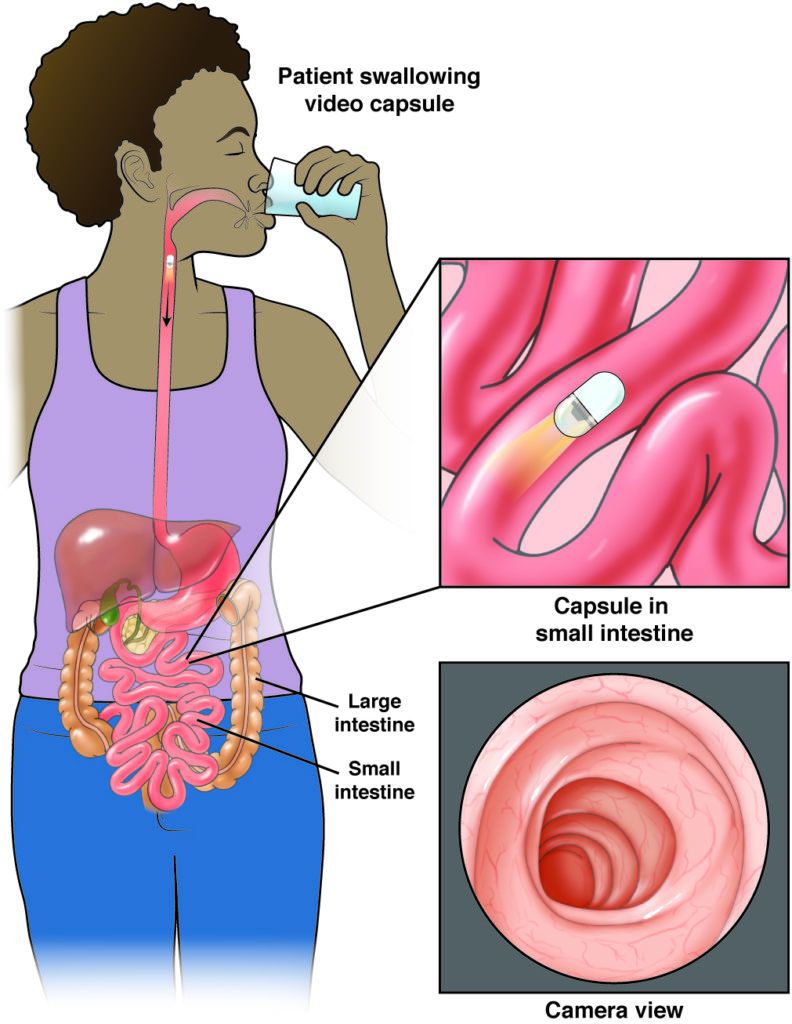 Patient swallowing
video capsule
Capsule in
small intestine
Large
intestine
Small
intestine
Camera view